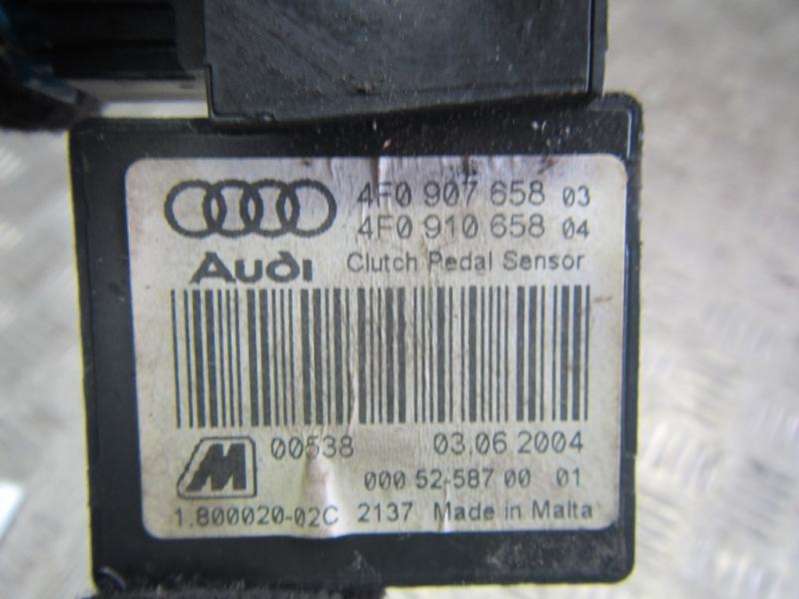 4F0 907 658 03
4F0 910 658 04
Audi Clutch Pedal Sensor
00538 03.06 2004
M 000 52-587 00 01
1.800020-02C 2137 Made in Malta